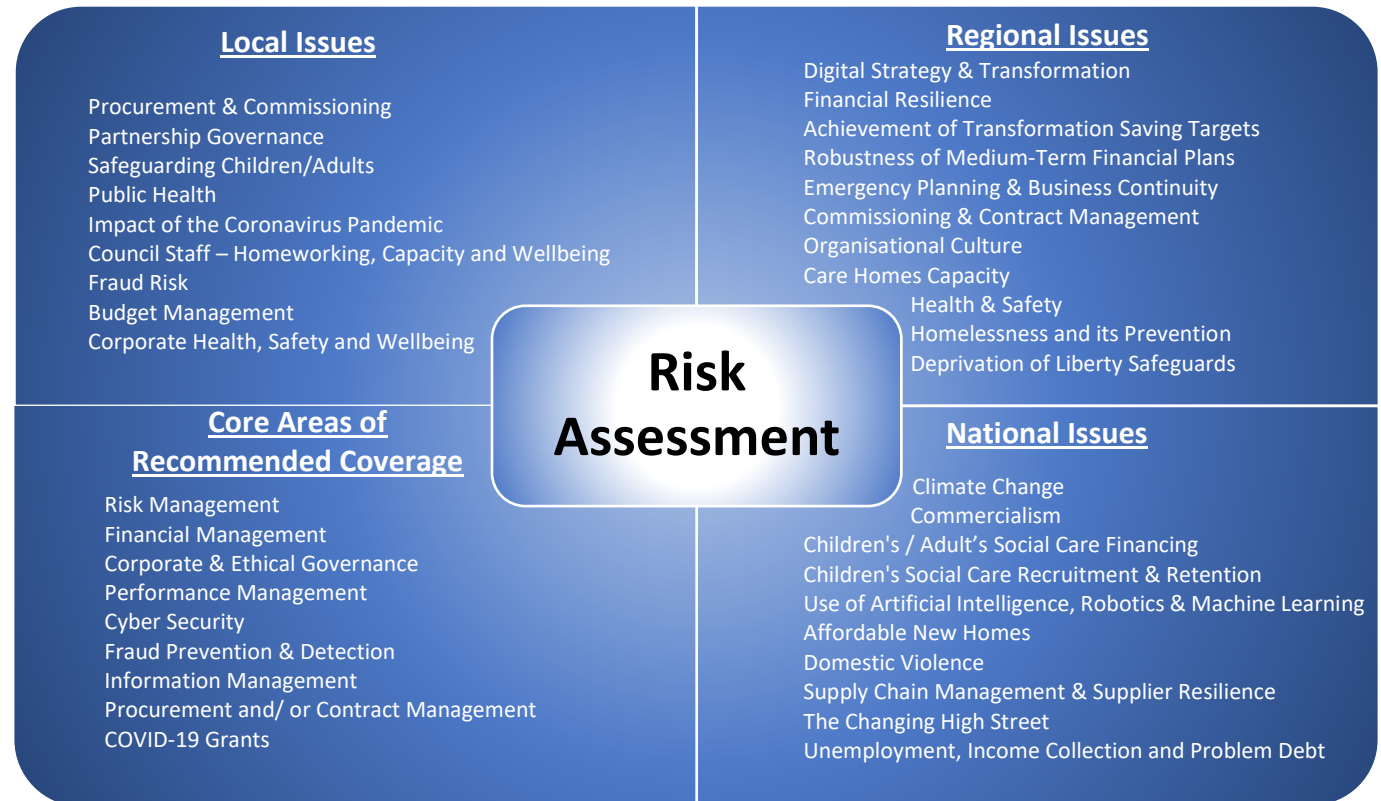 Local Issues
Procurement & Commissioning
Partnership Governance
Safeguarding Children/Adults
Public Health
Impact of the Coronavirus Pandemic
Council Staff – Homeworking, Capacity and Wellbeing
Fraud Risk
Budget Management
Corporate Health, Safety and Wellbeing
Regional Issues
Digital Strategy & Transformation
Financial Resilience
Achievement of Transformation Saving Targets
Robustness of Medium-Term Financial Plans
Emergency Planning & Business Continuity
Commissioning & Contract Management
Organisational Culture
Care Homes Capacity
Health & Safety
Homelessness and its Prevention
Deprivation of Liberty Safeguards
Risk
Assessment
Core Areas of
Recommended Coverage
Risk Management
Financial Management
Corporate & Ethical Governance
Performance Management
Cyber Security
Fraud Prevention & Detection
Information Management
Procurement and/ or Contract Management
COVID-19 Grants
National Issues
Climate Change
Commercialism
Children's / Adult’s Social Care Financing
Children's Social Care Recruitment & Retention
Use of Artificial Intelligence, Robotics & Machine Learning
Affordable New Homes
Domestic Violence
Supply Chain Management & Supplier Resilience
The Changing High Street
Unemployment, Income Collection and Problem Debt